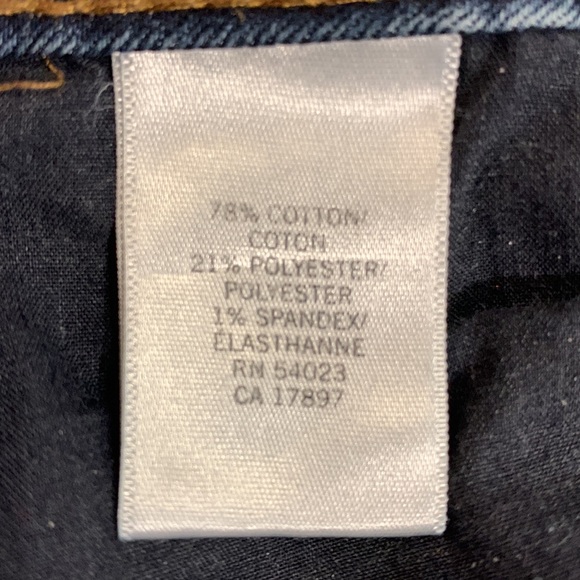 78% COTTON/
COTON
21% POLYESTER/
POLYESTER
1% SPANDEX/
ÉLASTHANNE
RN 54023
CA 17897